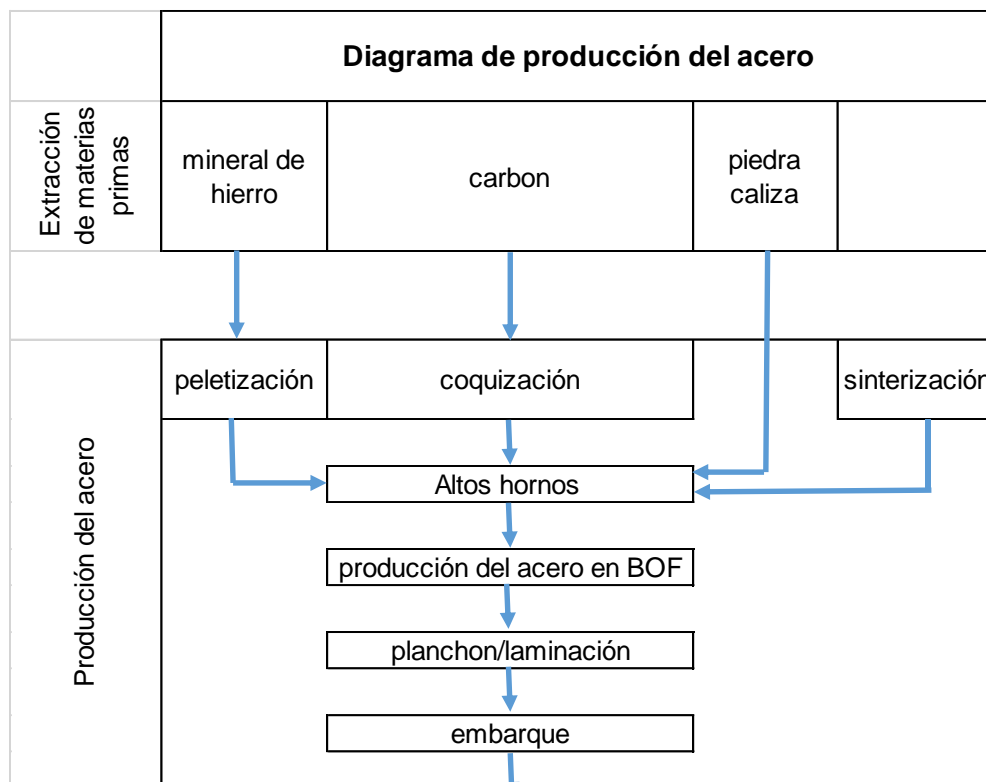 Diagrama de producción del acero
Extracción
de materias
primas
mineral de
hierro
carbon
piedra
caliza
Producción del acero
peletización
coquización
sinterización
Altos hornos
producción del acero en BOF
planchon/laminación
embarque